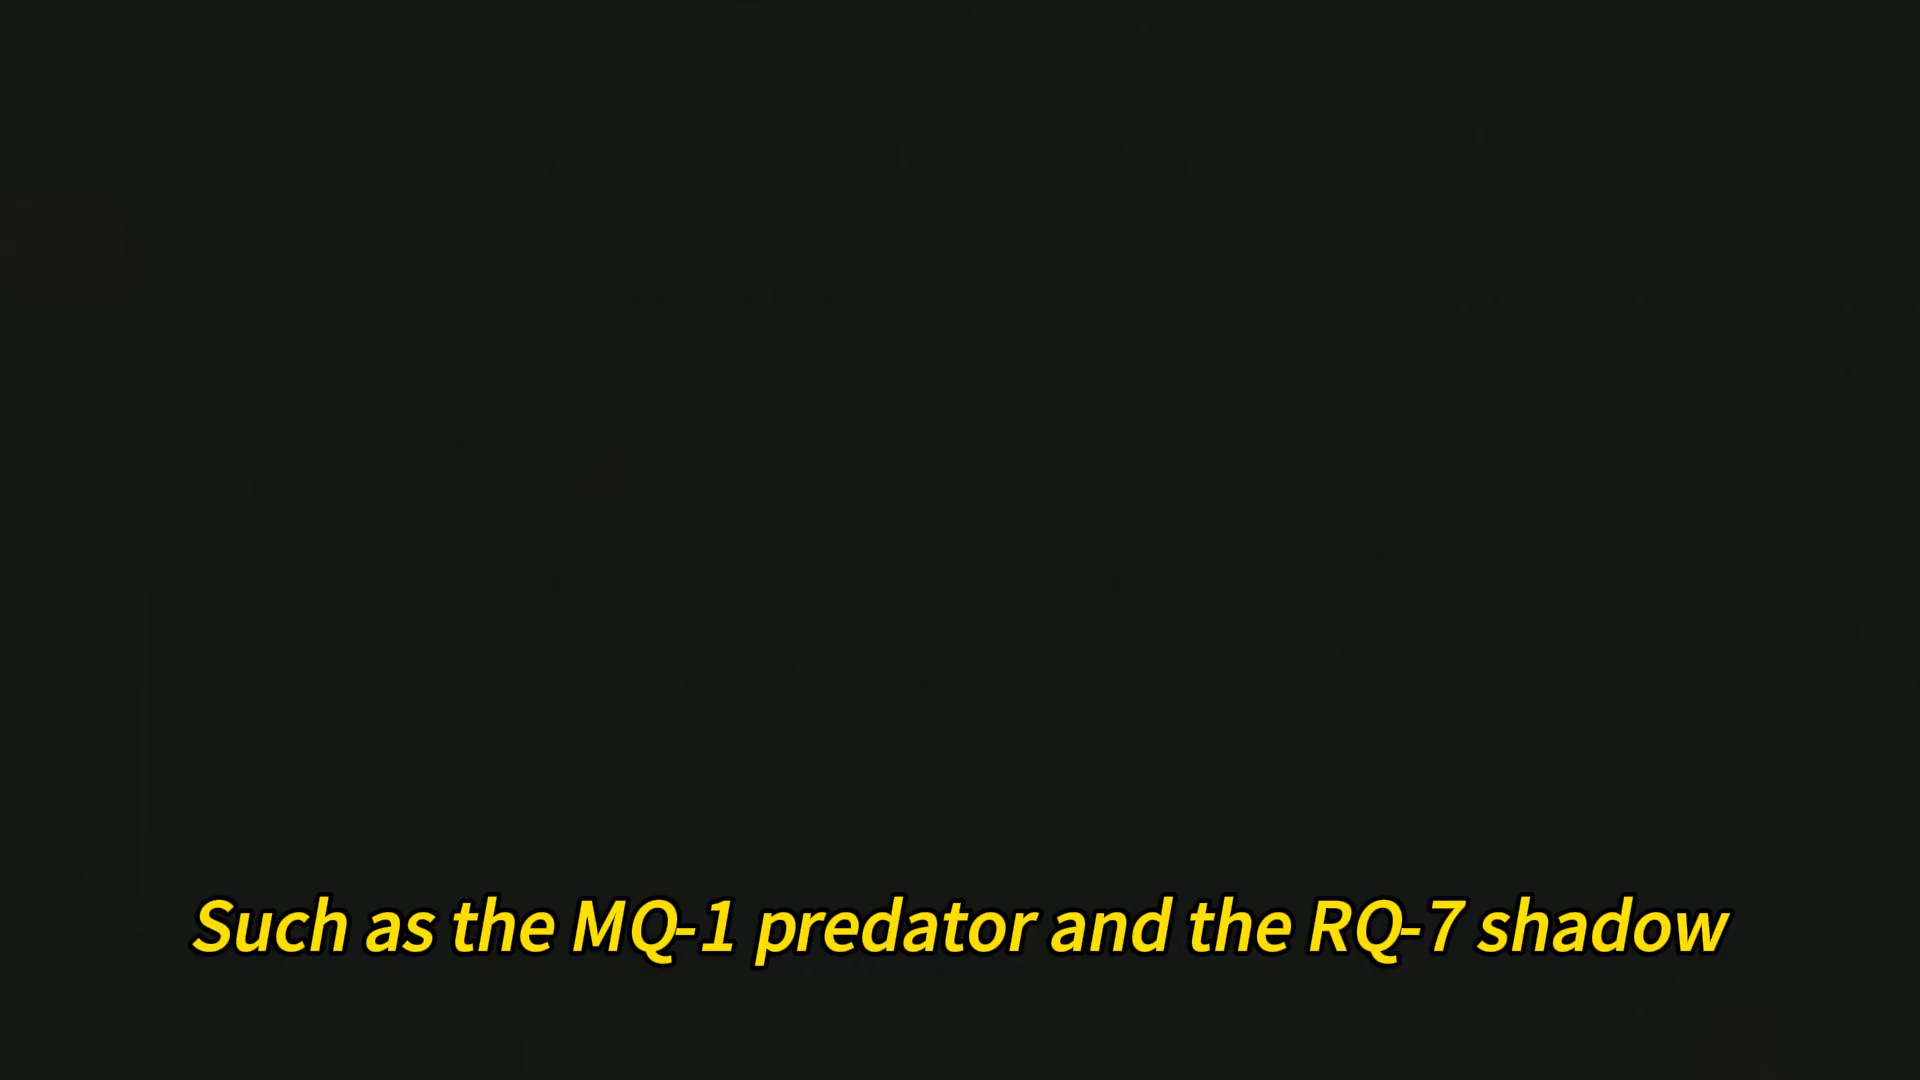 Such as the MQ-1 predator and the RQ-7 shadow